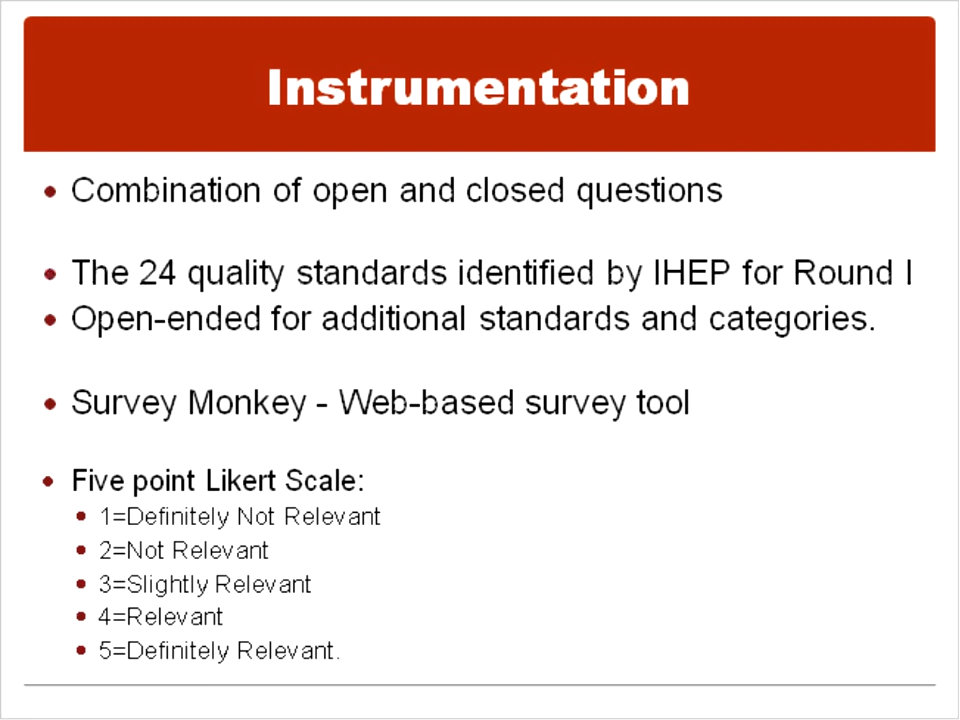 Instrumentation
Combination of open and closed questions
The 24 quality standards identified by IHEP for Round I
Open-ended for additional standards and categories.
Survey Monkey - Web-based survey tool
Five point Likert Scale:
1=Definitely Not Relevant
2=Not Relevant
3=Slightly Relevant
4=Relevant
5=Definitely Relevant.